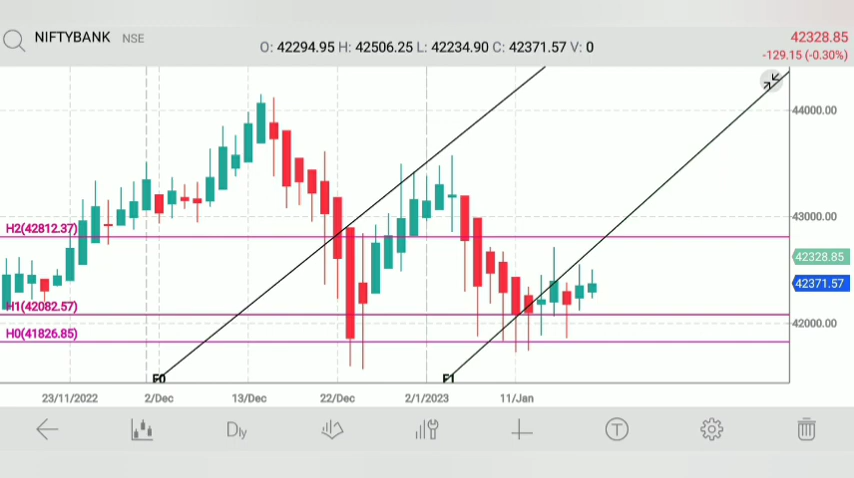 NIFTYBANK NSE
O: 42294.95 H: 42506.25 L: 42234.90 C: 42371.57 V: 0
42328.85
-129.15 (-0.30%)
44000.00
43000.00
H2(42812.37)
42328.85
42371.57
H1(42082.57)
42000.00
H0(41826.85)
F0
F1
23/11/2022 2/Dec 13/Dec 22/Dec 2/1/2023 11/Jan
Dly
T